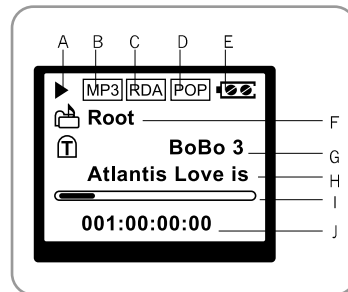 A B C D E
MP3 RDA POP
Root F
T BoBo 3 G
Atlantis Love is H
I
001:00:00:00 J